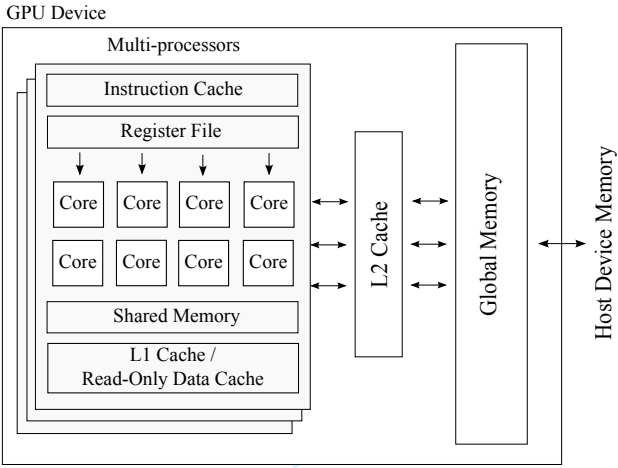 GPU Device
Multi-processors
Instruction Cache
Register File
Core Core Core Core
Core Core Core Core
Shared Memory
L1 Cache /
Read-Only Data Cache
L2 Cache
Global Memory
Host Device Memory